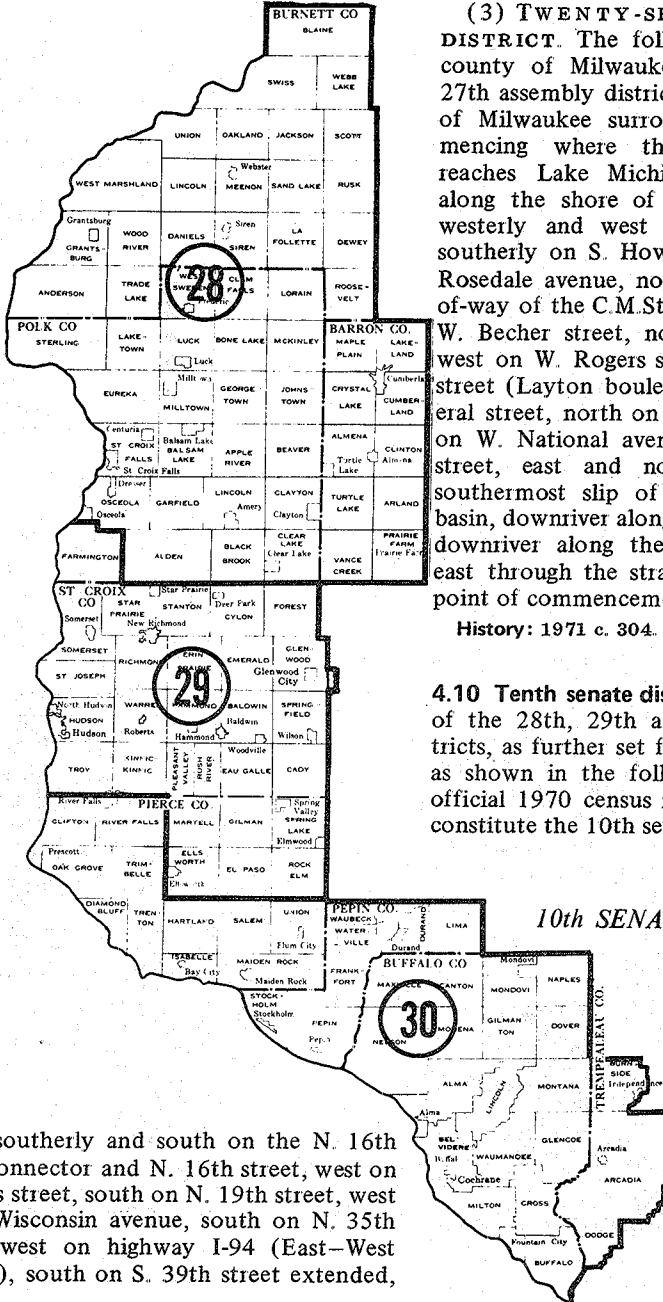 BURNETT CO
BLAINE
SWISS
WEBB
LAKE
UNION
OAKLAND
JACKSON
SCOTT
Webster
WEST MARSHLAND
LINCOLN
MEENON
SAND LAKE
RUSK
Grantsburg
GRANTS-
BURG
WOOD
RIVER
DANIELS
Siren
SIREN
LA
FOLLETTE
DEWEY
28
ANDERSON
TRADE
LAKE
LORAIN
ROOSE-
VELT
POLK CO
STERLING
LAKE-
TOWN
LUCK
BONE LAKE
MCKINLEY
Luck
BARRON CO.
MAPLE
PLAIN
LAKE-
LAND
EUREKA
MILLTOWN
GEORGE
TOWN
JOHNS-
TOWN
CRYSTAL
LAKE
CUMBER-
LAND
Centuria
ST CROIX
FALLS
St Croix Falls
Balsam Lake
BALSAM
LAKE
APPLE
RIVER
BEAVER
ALMENA
Turtle
Lake
CLINTON
Almena
Dresser
OSCEOLA
Osceola
GARFIELD
LINCOLN
Amery
CLAYTON
Clayton
TURTLE
LAKE
ARLAND
FARMINGTON
ALDEN
BLACK
BROOK
CLEAR
LAKE
Clear Lake
VANCE
CREEK
PRAIRIE
FARM
Prairie Farm
ST CROIX
CO
Somerset
STAR
PRAIRIE
New Richmond
Star Prairie
STANTON
Deer Park
CYLON
FOREST
SOMERSET
RICHMOND
ERIN
PRAIRIE
EMERALD
GLEN-
WOOD
Glenwood
City
ST JOSEPH
29
North Hudson
HUDSON
Hudson
WARREN
Roberts
HAMMOND
Hammond
BALDWIN
Baldwin
SPRING
FIELD
Wilson
Woodville
TROY
KINNIC
KINNIC
PLEASANT
VALLEY
RUSH
RIVER
EAU GALLE
CADY
River Falls
PIERCE CO
CLIFTON
RIVER FALLS
MARTELL
GILMAN
Spring
Valley
SPRING
LAKE
Elmwood
Prescott
OAK GROVE
TRIM-
BELLE
ELLS
WORTH
EL PASO
ROCK
ELM
DIAMOND
BLUFF
TREN-
TON
HARTLAND
SALEM
UNION
Plum City
ISABELLE
Bay City
MAIDEN ROCK
Maiden Rock
PEPIN CO.
WAUBECK
WATER-
VILLE
Durand
DURAND
LIMA
FRANK-
FORT
STOCK-
HOLM
Stockholm
PEPIN
Pepin
BUFFALO CO
CANTON
Mondovi
MONDOVI
NAPLES
30
NELSON
MODENA
GILMAN
TON
DOVER
TREMPEALEAU CO.
ALMA
Alma
LINCOLN
MONTANA
BURN-
SIDE
Independence
BEL-
VIDERE
WAUMANDEE
GLENCOE
Arcadia
ARCADIA
Cochrane
MILTON
CROSS
Fountain City
BUFFALO
DODGE
(3) TWENTY-SE
DISTRICT. The foll
county of Milwauke
27th assembly distric
of Milwaukee surro
mencing where th
reaches Lake Michi
along the shore of
westerly and west
southerly on S. How
Rosedale avenue, no
of-way of the C.M.St
W. Becher street, no
west on W. Rogers s
street (Layton boule
eral street, north on
on W. National aver
street, east and no
southermost slip of
basin, downriver along
downriver along the
east through the stra
point of commencem
History: 1971 c. 304.
4.10 Tenth senate dis
of the 28th, 29th a
tricts, as further set f
as shown in the foll
official 1970 census
constitute the 10th se
10th SENA
southerly and south on the N. 16th
onnector and N. 16th street, west on
s street, south on N. 19th street, west
Wisconsin avenue, south on N. 35th
west on highway I-94 (East–West
), south on S. 39th street extended,